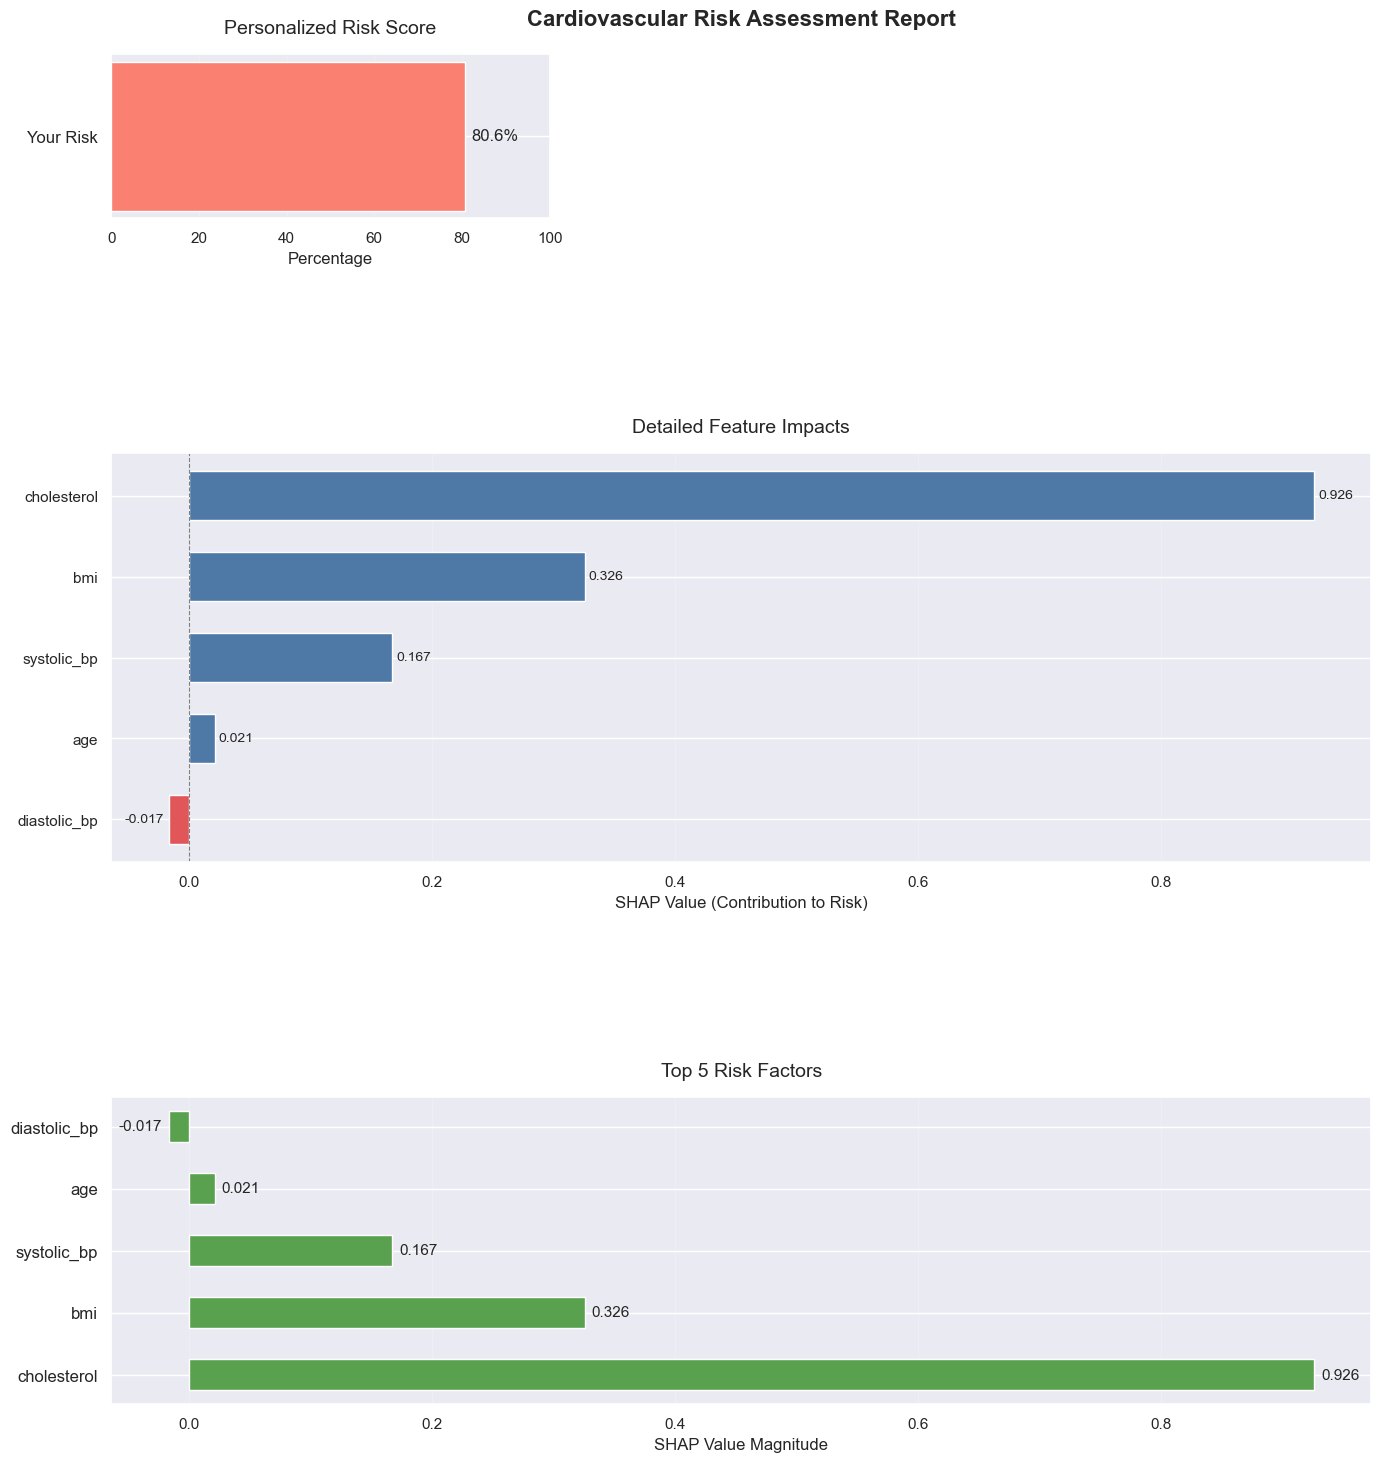 Cardiovascular Risk Assessment Report
Personalized Risk Score
Your Risk
80.6%
0 20 40 60 80 100
Percentage
Detailed Feature Impacts
cholesterol 0.926
bmi 0.326
systolic_bp 0.167
age 0.021
diastolic_bp -0.017
0.0 0.2 0.4 0.6 0.8
SHAP Value (Contribution to Risk)
Top 5 Risk Factors
diastolic_bp -0.017
age 0.021
systolic_bp 0.167
bmi 0.326
cholesterol 0.926
0.0 0.2 0.4 0.6 0.8
SHAP Value Magnitude